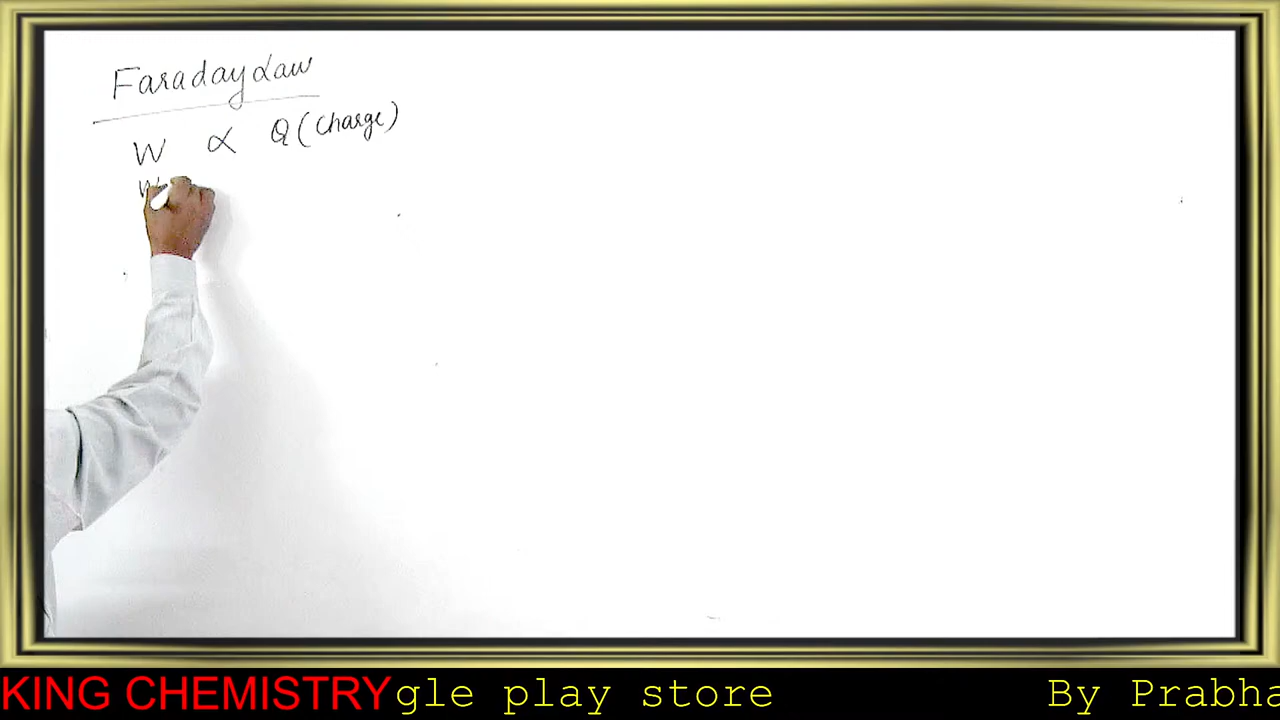 Faraday Law
W ∝ Q (Charge)
W
KING CHEMISTRY gle play store By Prabha